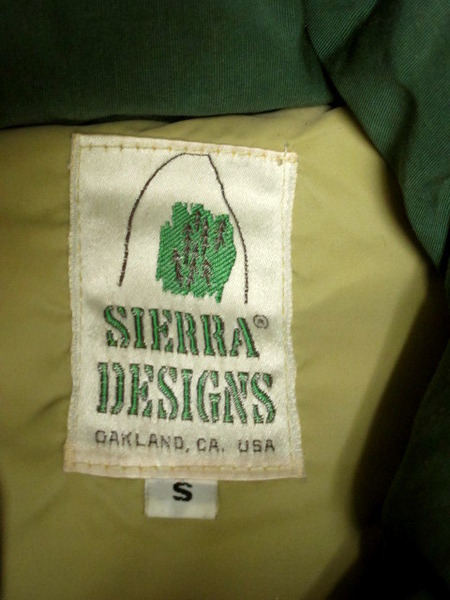 SIERRA®
DESIGNS
OAKLAND, CA. USA
S